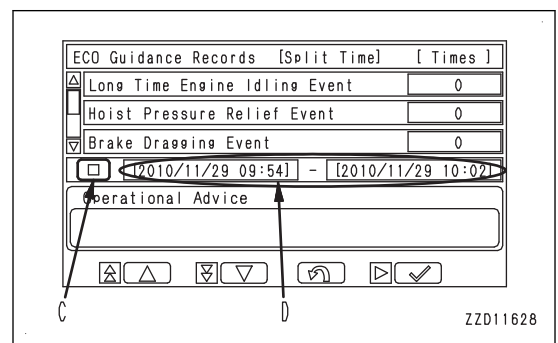 ECO Guidance Records [Split Time] [Times]
Long Time Engine Idling Event 0
Hoist Pressure Relief Event 0
Brake Dragging Event 0
[2010/11/29 09:54] - [2010/11/29 10:02]
Operational Advice
C D
ZZD11628